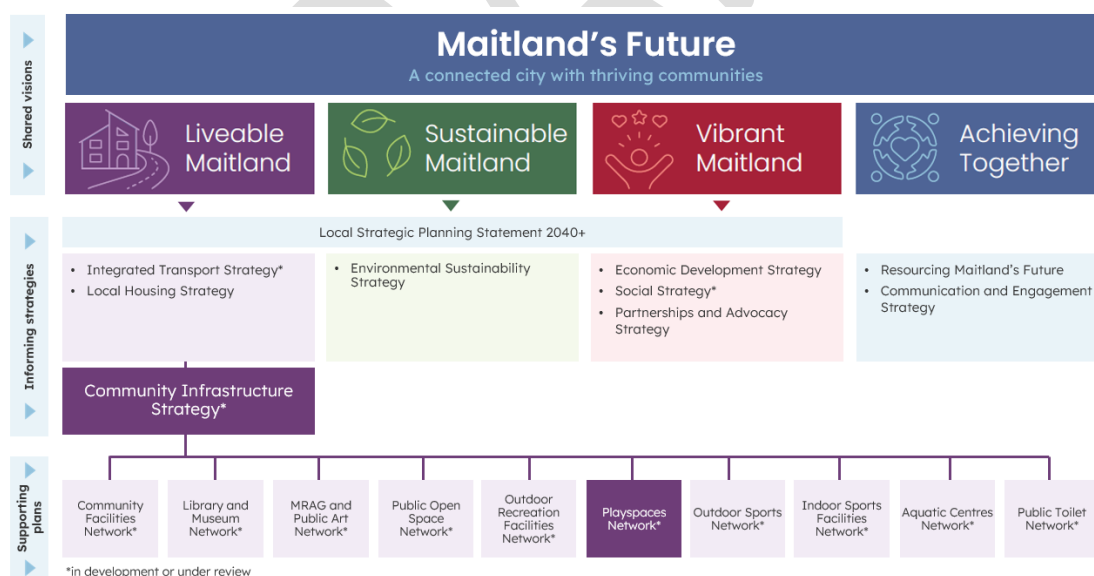 Maitland's Future
A connected city with thriving communities
Shared visions
Liveable
Maitland
Sustainable
Maitland
Vibrant
Maitland
Achieving
Together
Informing strategies
Local Strategic Planning Statement 2040+
• Integrated Transport Strategy*
• Local Housing Strategy
• Environmental Sustainability
Strategy
• Economic Development Strategy
• Social Strategy*
• Partnerships and Advocacy
Strategy
• Resourcing Maitland's Future
• Communication and Engagement
Strategy
Community Infrastructure
Strategy*
Supporting
plans
Community
Facilities
Network*
Library and
Museum
Network*
MRAG and
Public Art
Network*
Public Open
Space
Network*
Outdoor
Recreation
Facilities
Network*
Playspaces
Network*
Outdoor Sports
Network*
Indoor Sports
Facilities
Network*
Aquatic Centres
Network*
Public Toilet
Network*
*in development or under review